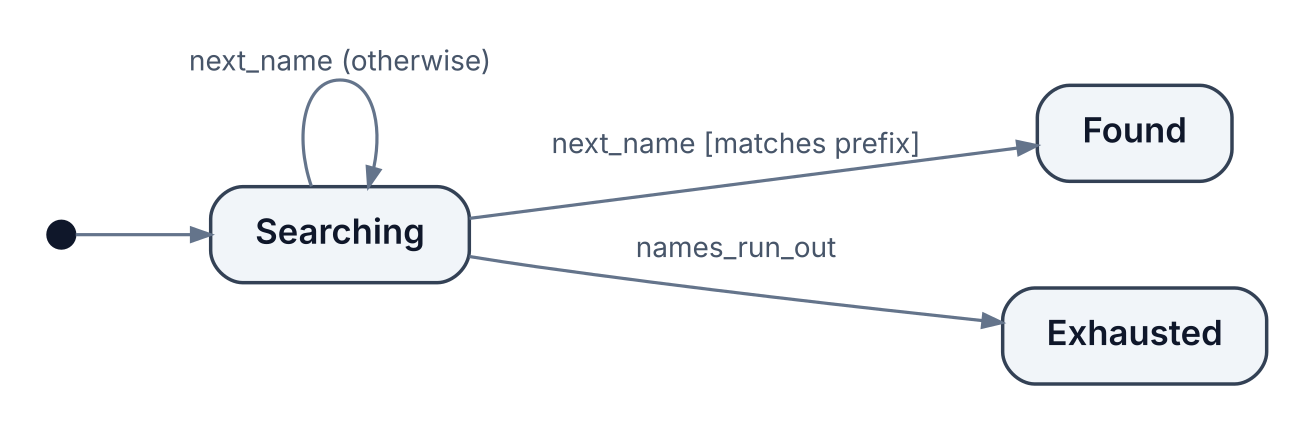 next_name (otherwise)
Found
next_name [matches prefix]
Searching
names_run_out
Exhausted